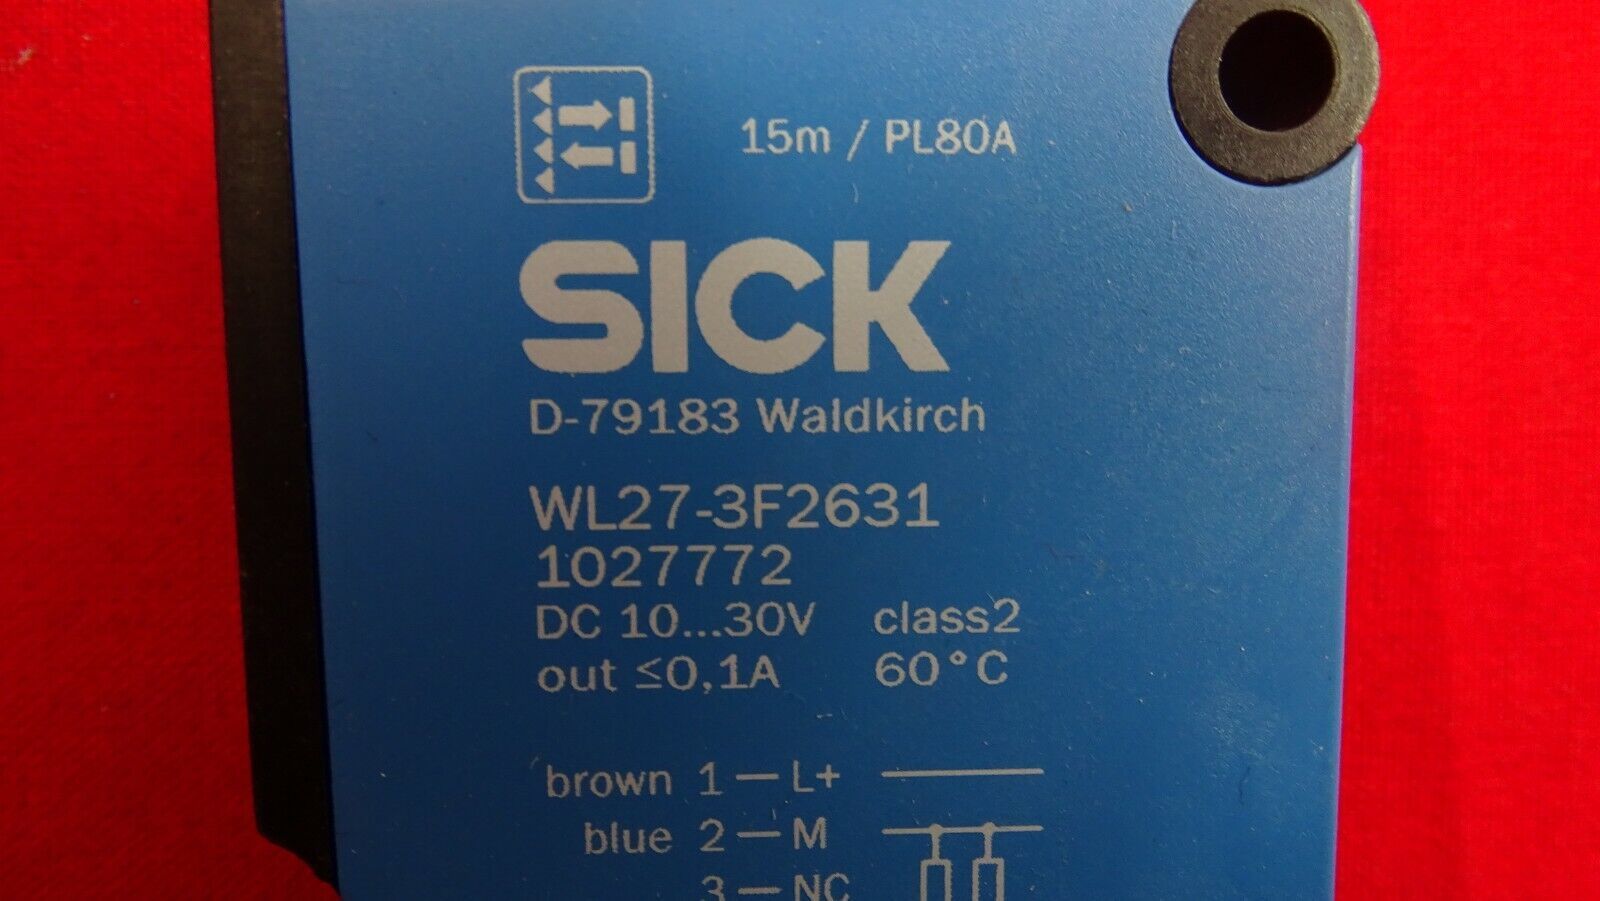 15m / PL80A
SICK
D-79183 Waldkirch
WL27-3F2631
1027772
DC 10...30V class2
out ≤0,1A 60°C
brown 1 — L+
blue 2 — M
3 — NC